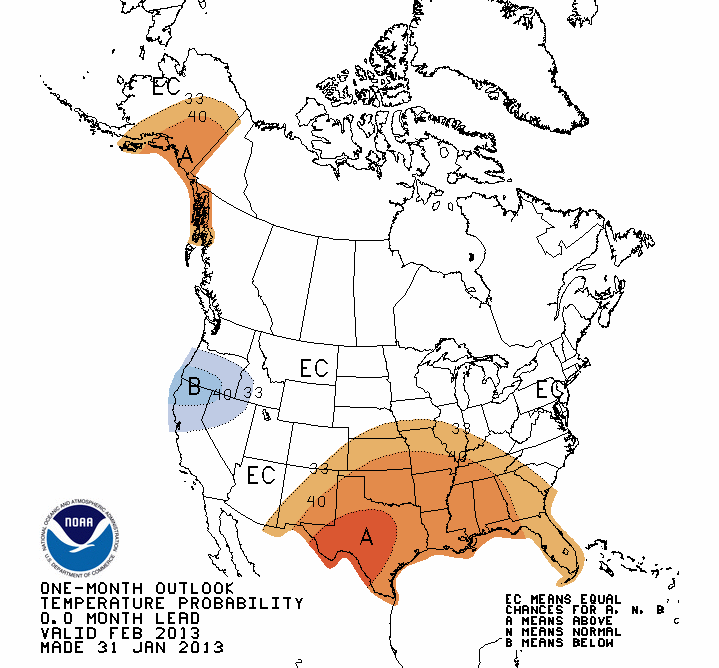 EC
33
40
A
EC
B
40
33
EC
33
40
EC
33
40
A
NATIONAL OCEANIC AND ATMOSPHERIC ADMINISTRATION
NOAA
U.S. DEPARTMENT OF COMMERCE
ONE-MONTH OUTLOOK
TEMPERATURE PROBABILITY
0.0 MONTH LEAD
VALID FEB 2013
MADE 31 JAN 2013
EC MEANS EQUAL
CHANCES FOR A, N, B
A MEANS ABOVE
N MEANS NORMAL
B MEANS BELOW